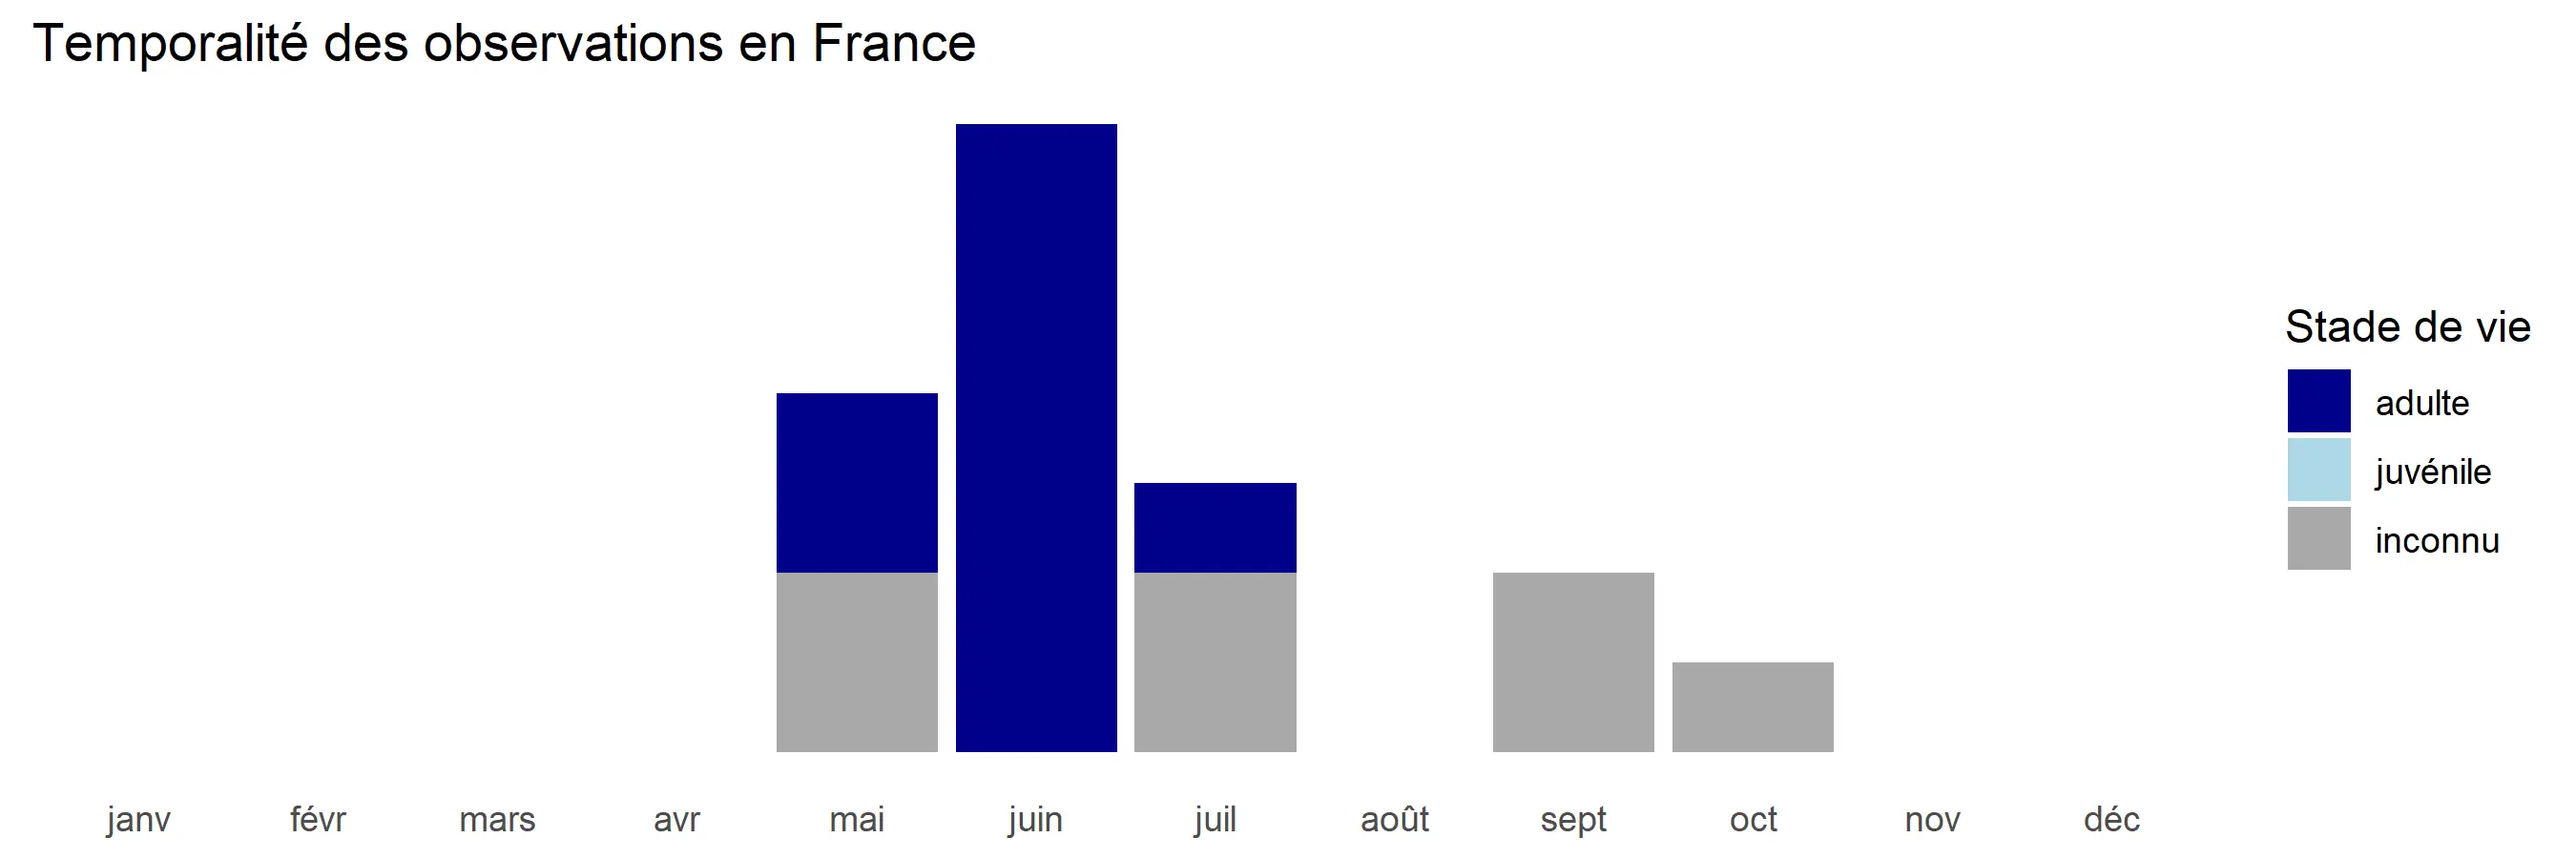 Temporalité des observations en France
Stade de vie
adulte
juvénile
inconnu
janv févr mars avr mai juin juil août sept oct nov déc